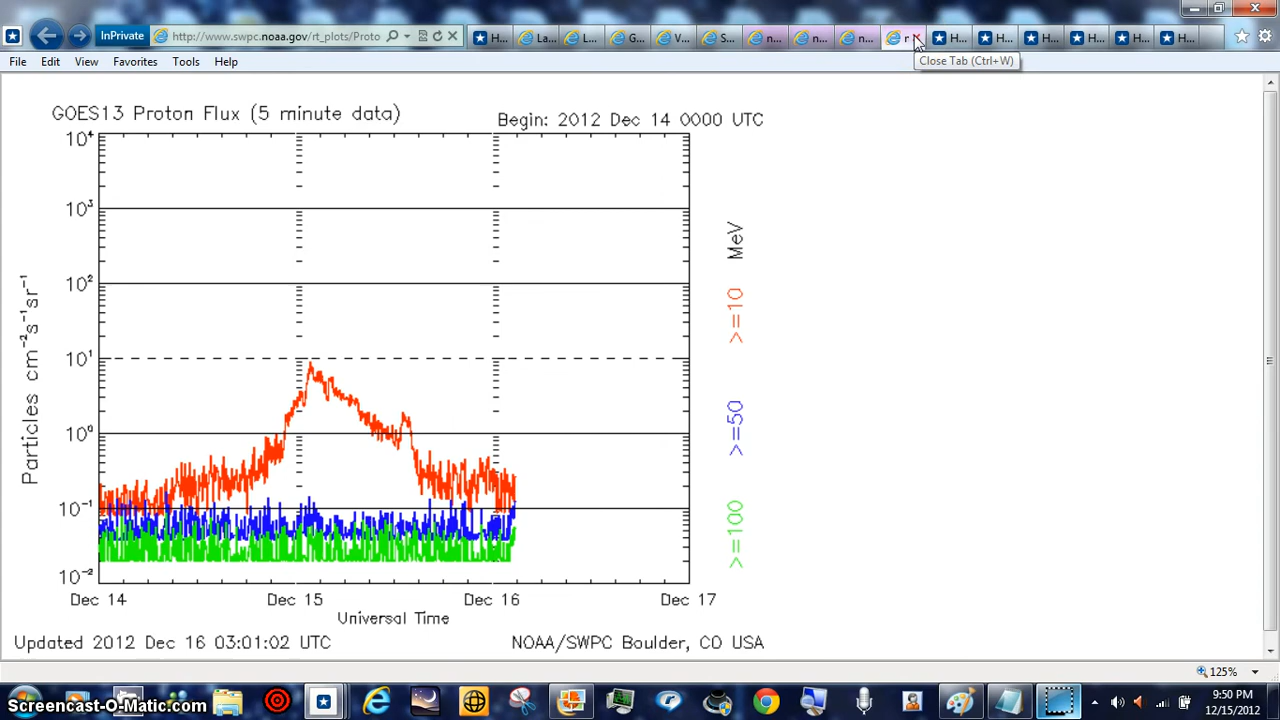 InPrivate
http://www.swpc.noaa.gov/rt_plots/Proto
H...
La...
L...
G...
V...
S...
n...
n...
n...
n
H...
H...
H...
H...
H...
H...
File Edit View Favorites Tools Help
Close Tab (Ctrl+W)
GOES13 Proton Flux (5 minute data)
Begin: 2012 Dec 14 0000 UTC
10⁴
10³
10²
10¹
10⁰
10⁻¹
10⁻²
Particles cm⁻²s⁻¹sr⁻¹
MeV
>=10
>=50
>=100
Dec 14 Dec 15 Dec 16 Dec 17
Universal Time
Updated 2012 Dec 16 03:01:02 UTC
NOAA/SWPC Boulder, CO USA
125%
Screencast-O-Matic.com
9:50 PM
12/15/2012